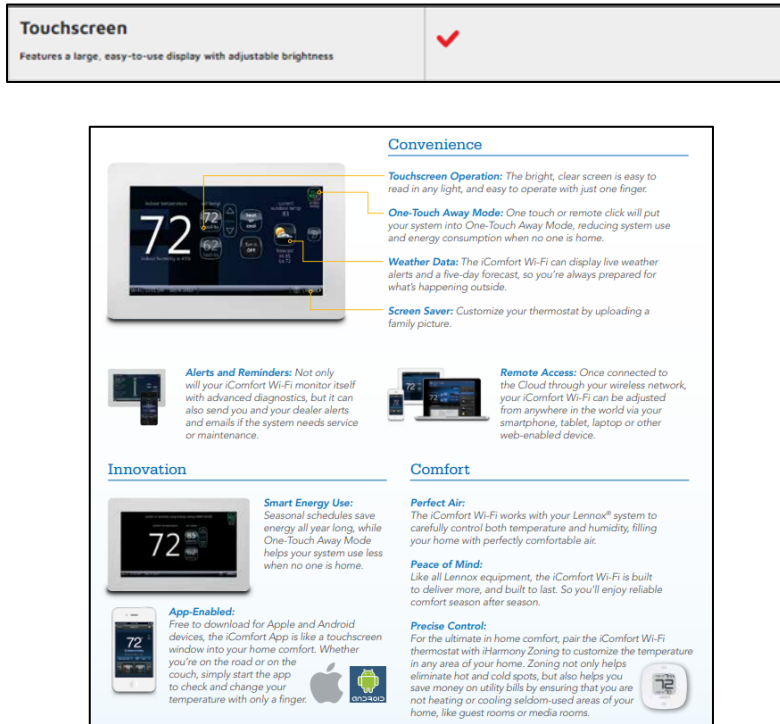 Touchscreen
Features a large, easy-to-use display with adjustable brightness
Convenience
Touchscreen Operation: The bright, clear screen is easy to
read in any light, and easy to operate with just one finger.
One-Touch Away Mode: One touch or remote click will put
your system into One-Touch Away Mode, reducing system use
and energy consumption when no one is home.
Weather Data: The iComfort Wi-Fi can display live weather
alerts and a five-day forecast, so you're always prepared for
what's happening outside.
Screen Saver: Customize your thermostat by uploading a
family picture.
indoor temperature
72
72
62
83
Alerts and Reminders: Not only
will your iComfort Wi-Fi monitor itself
with advanced diagnostics, but it can
also send you and your dealer alerts
and emails if the system needs service
or maintenance.
72
Remote Access: Once connected to
the Cloud through your wireless network,
your iComfort Wi-Fi can be adjusted
from anywhere in the world via your
smartphone, tablet, laptop or other
web-enabled device.
Innovation
Smart Energy Use:
Seasonal schedules save
energy all year long, while
One-Touch Away Mode
helps your system use less
when no one is home.
72
App-Enabled:
Free to download for Apple and Android
devices, the iComfort App is like a touchscreen
window into your home comfort. Whether
you're on the road or on the
couch, simply start the app
to check and change your
temperature with only a finger.
72
ANDROID
Comfort
Perfect Air:
The iComfort Wi-Fi works with your Lennox® system to
carefully control both temperature and humidity, filling
your home with perfectly comfortable air.
Peace of Mind:
Like all Lennox equipment, the iComfort Wi-Fi is built
to deliver more, and built to last. So you'll enjoy reliable
comfort season after season.
Precise Control:
For the ultimate in home comfort, pair the iComfort Wi-Fi
thermostat with iHarmony Zoning to customize the temperature
in any area of your home. Zoning not only helps
eliminate hot and cold spots, but also helps you
save money on utility bills by ensuring that you are
not heating or cooling seldom-used areas of your
home, like guest rooms or media rooms.
72